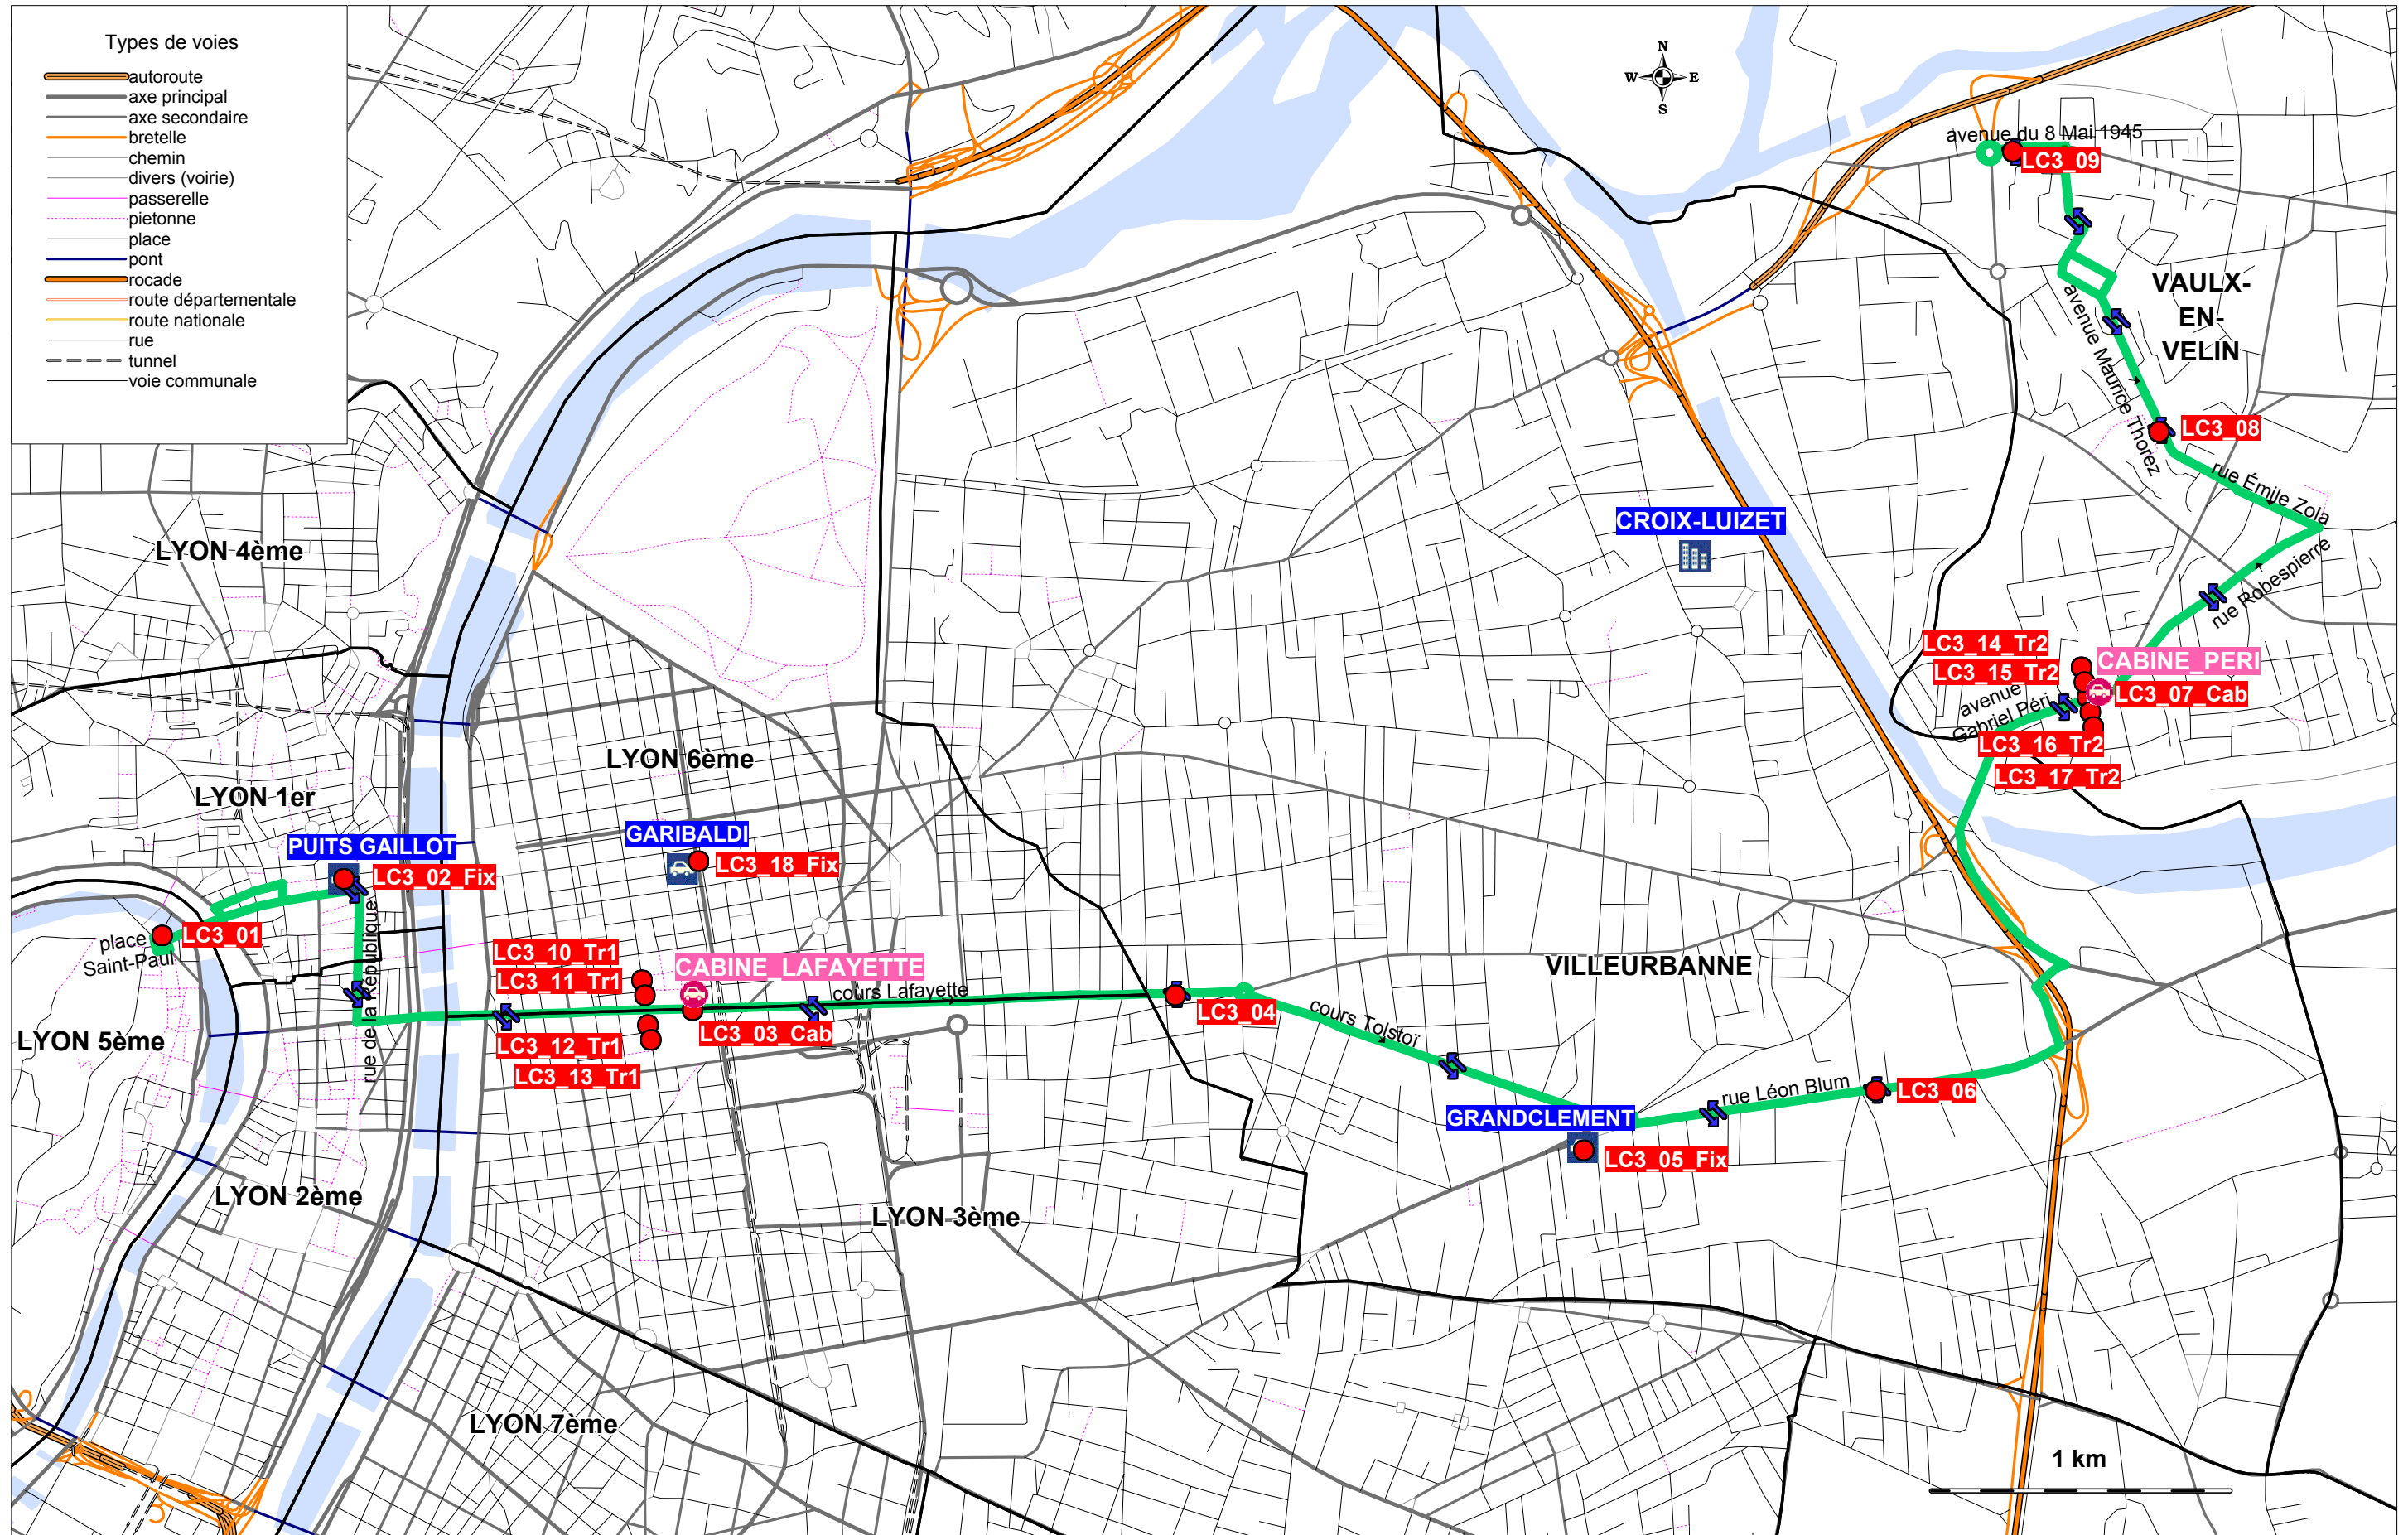 Types de voies
autoroute
axe principal
axe secondaire
bretelle
chemin
divers (voirie)
passerelle
pietonne
place
pont
rocade
route départementale
route nationale
rue
tunnel
voie communale
N
W E
S
avenue du 8 Mai 1945
LC3_09
VAULX-
EN-
VELIN
avenue Maurice Thorez
LC3_08
rue Émile Zola
rue Robespierre
CROIX-LUIZET
LYON 4ème
LC3_14_Tr2
LC3_15_Tr2
CABINE_PERI
LC3_07_Cab
avenue
Gabriel Péri
LC3_16_Tr2
LC3_17_Tr2
LYON 6ème
LYON 1er
PUITS GAILLOT
LC3_02_Fix
GARIBALDI
LC3_18_Fix
place
Saint-Paul
LC3_01
rue de la République
LC3_10_Tr1
LC3_11_Tr1
CABINE_LAFAYETTE
cours Lafayette
LC3_03_Cab
LC3_12_Tr1
LC3_13_Tr1
LC3_04
cours Tolstoï
VILLEURBANNE
LYON 5ème
GRANDCLEMENT
LC3_05_Fix
rue Léon Blum
LC3_06
LYON 2ème
LYON 3ème
LYON 7ème
1 km